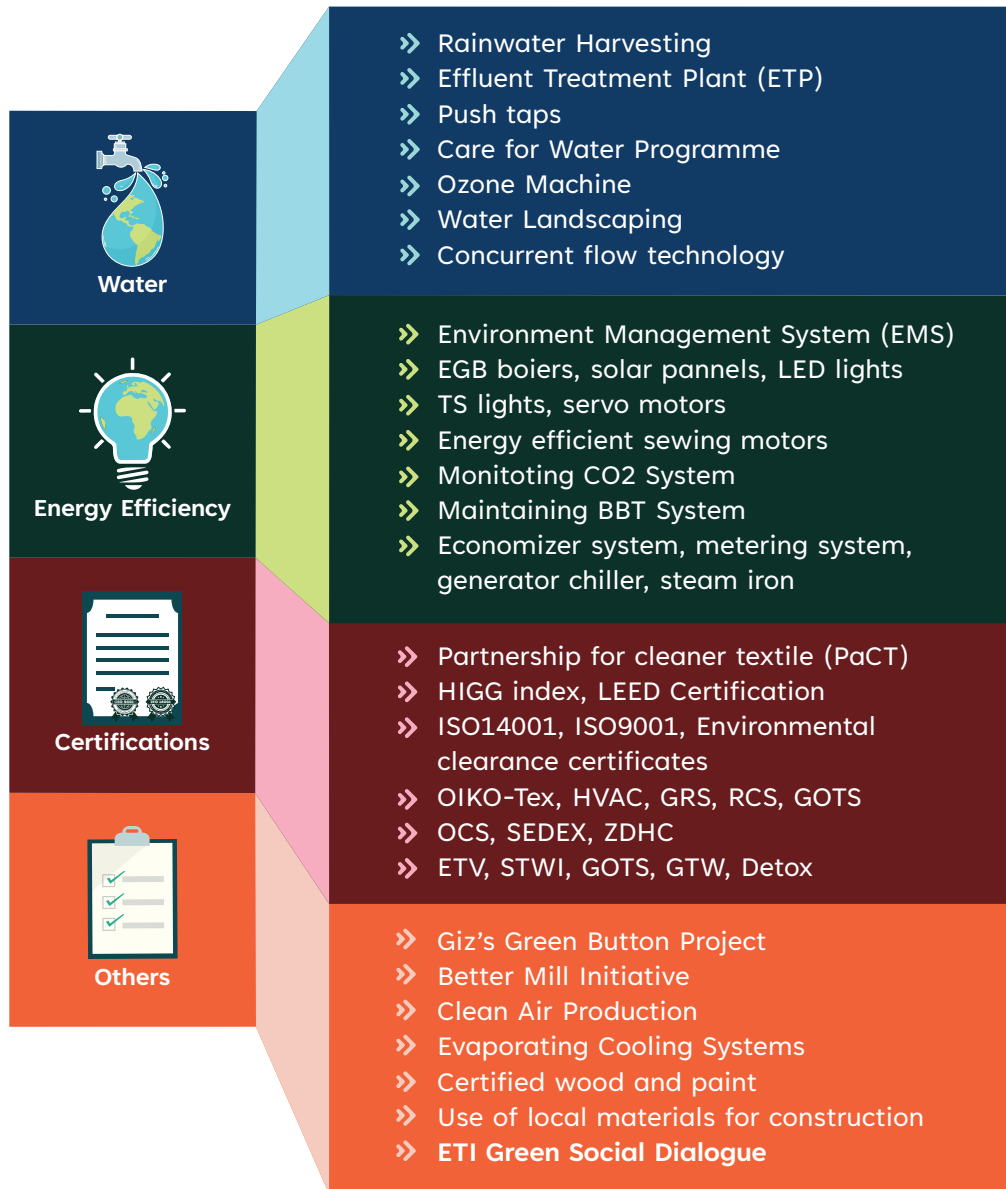 Water
Rainwater Harvesting
Effluent Treatment Plant (ETP)
Push taps
Care for Water Programme
Ozone Machine
Water Landscaping
Concurrent flow technology
Energy Efficiency
Environment Management System (EMS)
EGB boiers, solar pannels, LED lights
TS lights, servo motors
Energy efficient sewing motors
Monitoting CO2 System
Maintaining BBT System
Economizer system, metering system,
generator chiller, steam iron
Certifications
Partnership for cleaner textile (PaCT)
HIGG index, LEED Certification
ISO14001, ISO9001, Environmental
clearance certificates
OIKO-Tex, HVAC, GRS, RCS, GOTS
OCS, SEDEX, ZDHC
ETV, STWI, GOTS, GTW, Detox
Others
Giz's Green Button Project
Better Mill Initiative
Clean Air Production
Evaporating Cooling Systems
Certified wood and paint
Use of local materials for construction
ETI Green Social Dialogue